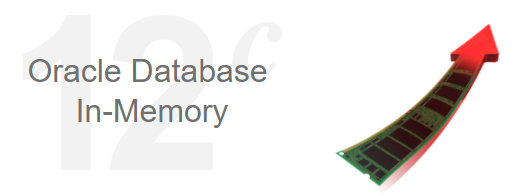 12c
Oracle Database
In-Memory